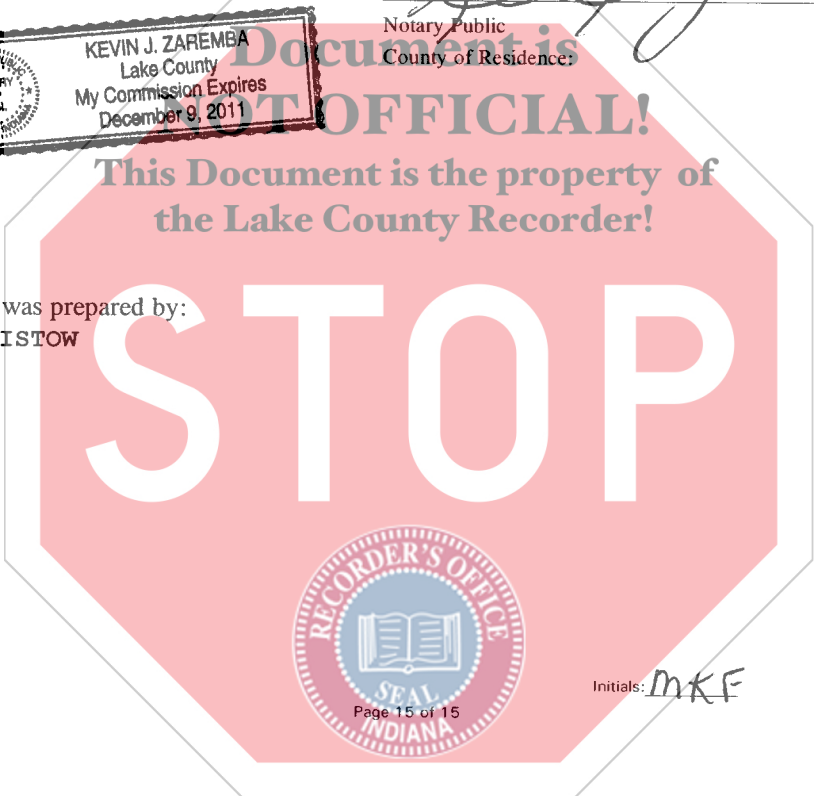 KEVIN J. ZAREMBA
Lake County
My Commission Expires
December 9, 2011
Notary Public
County of Residence:
Document is
NOT OFFICIAL!
This Document is the property of
the Lake County Recorder!
was prepared by:
ISTOW
STOP
RECORDER'S OFFICE
SEAL
INDIANA
Page 15 of 15
Initials: MKF